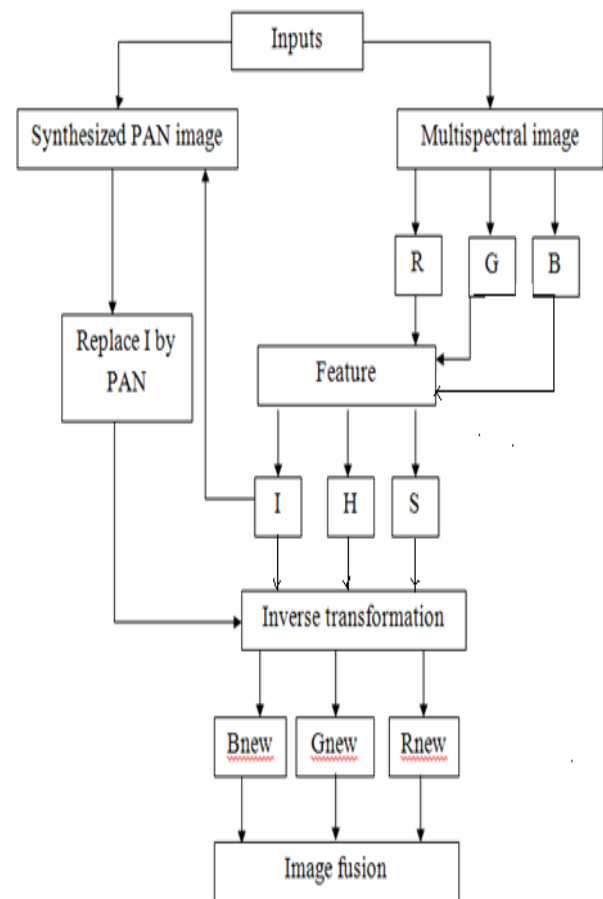 Inputs
Synthesized PAN image
Multispectral image
R
G
B
Replace I by
PAN
Feature
I
H
S
Inverse transformation
Bnew
Gnew
Rnew
Image fusion